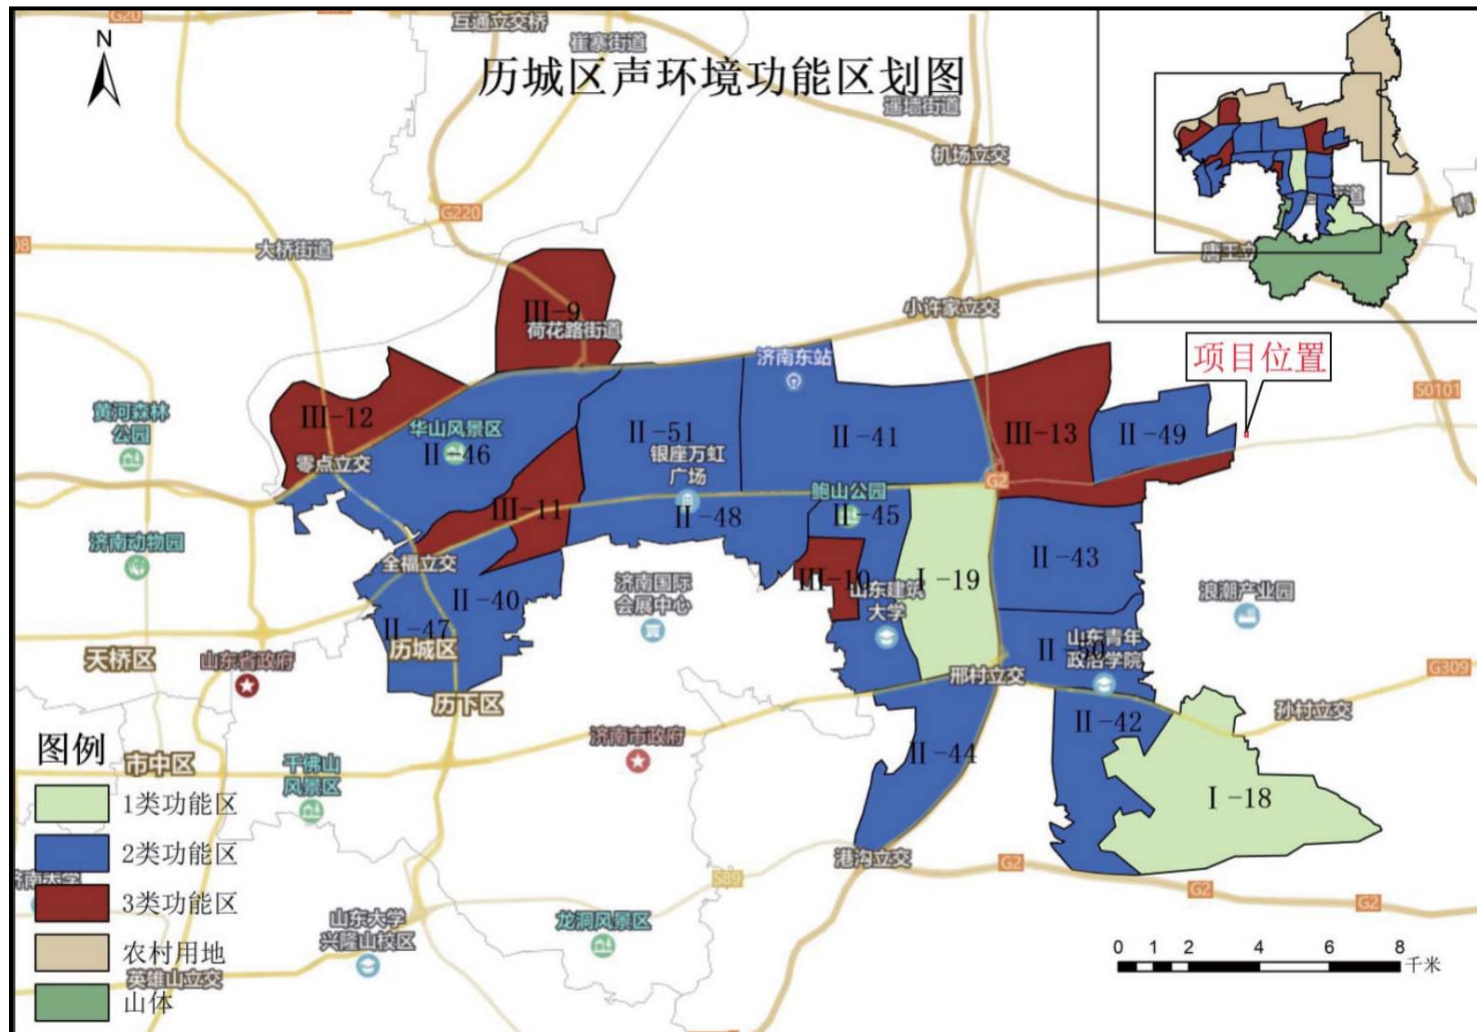 G20
互通立交桥
崔寨街道
N
历城区声环境功能区划图
遥墙街道
机场立交
G220
大桥街道
唐王立
青
小许家立交
III-9
荷花路街道
济南东站
项目位置
S0101
III-12
黄河森林
公园
华山风景区
II-46
II-51
银座万虹
广场
II-41
III-13
II-49
零点立交
G2
鲍山公园
II-45
III-11
II-48
济南动物园
全福立交
II-43
II-40
济南国际
会展中心
III-10
山东建筑
大学
I-19
浪潮产业园
II-47
历城区
天桥区
山东省政府
山东青年
政治学院
II-50
邢村立交
G309
历下区
孙村立交
II-42
济南市政府
II-44
图例
市中区
千佛山
风景区
1类功能区
I-18
2类功能区
港沟立交
G2
S89
G2
G2
3类功能区
山东大学
兴隆山校区
龙洞风景区
农村用地
英雄山立交
山体
0 1 2 4 6 8
千米